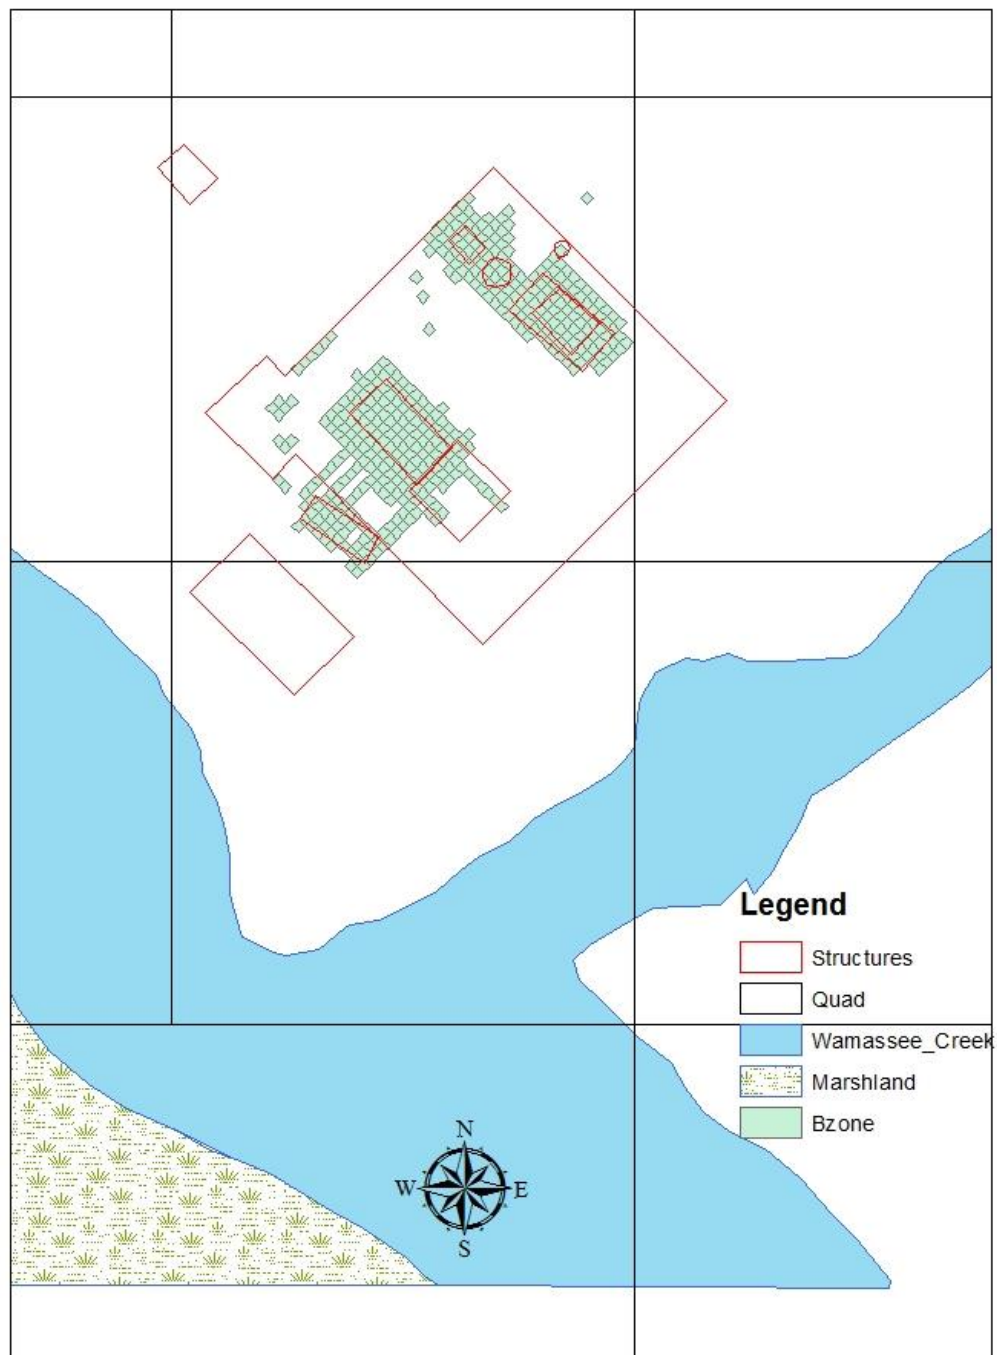 Legend
Structures
Quad
Wamassee_Creek
Marshland
Bzone
N
W E
S